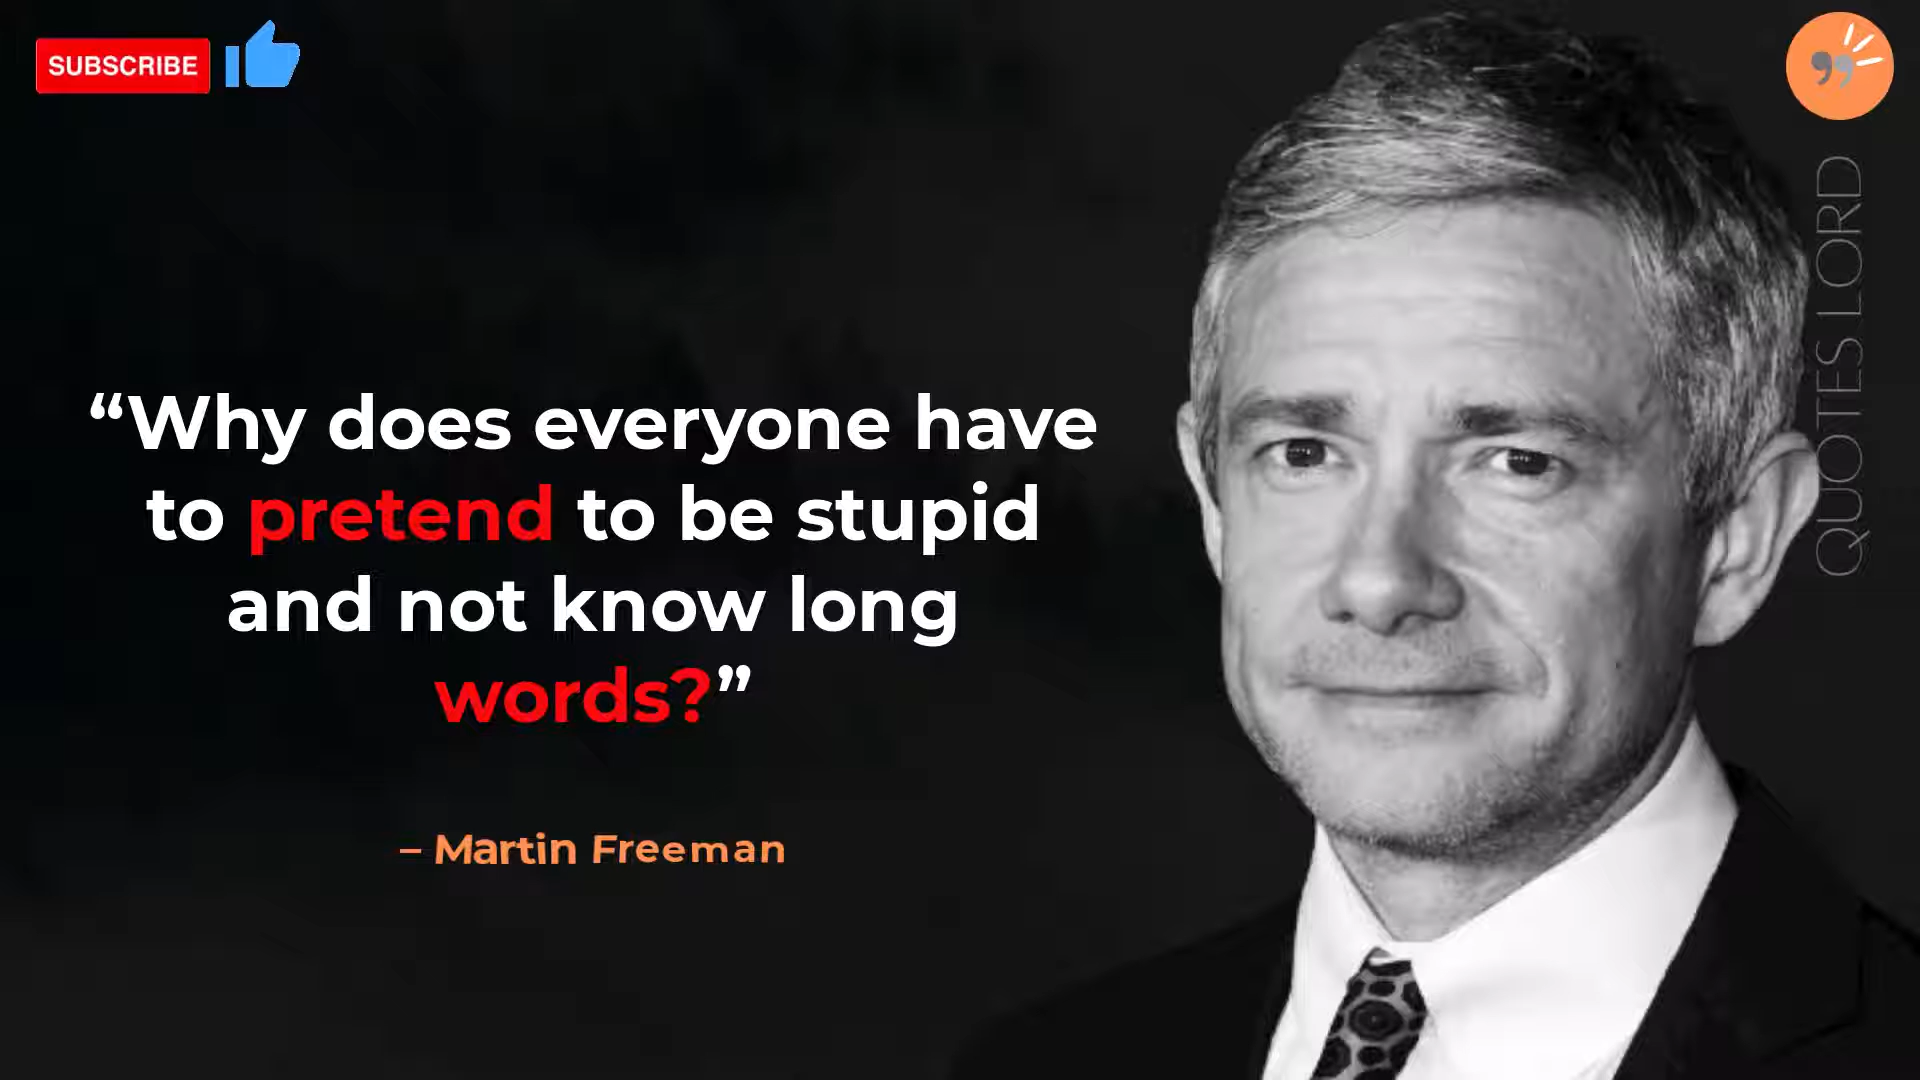 SUBSCRIBE
“Why does everyone have
to pretend to be stupid
and not know long
words?”
– Martin Freeman
QUOTES LORD